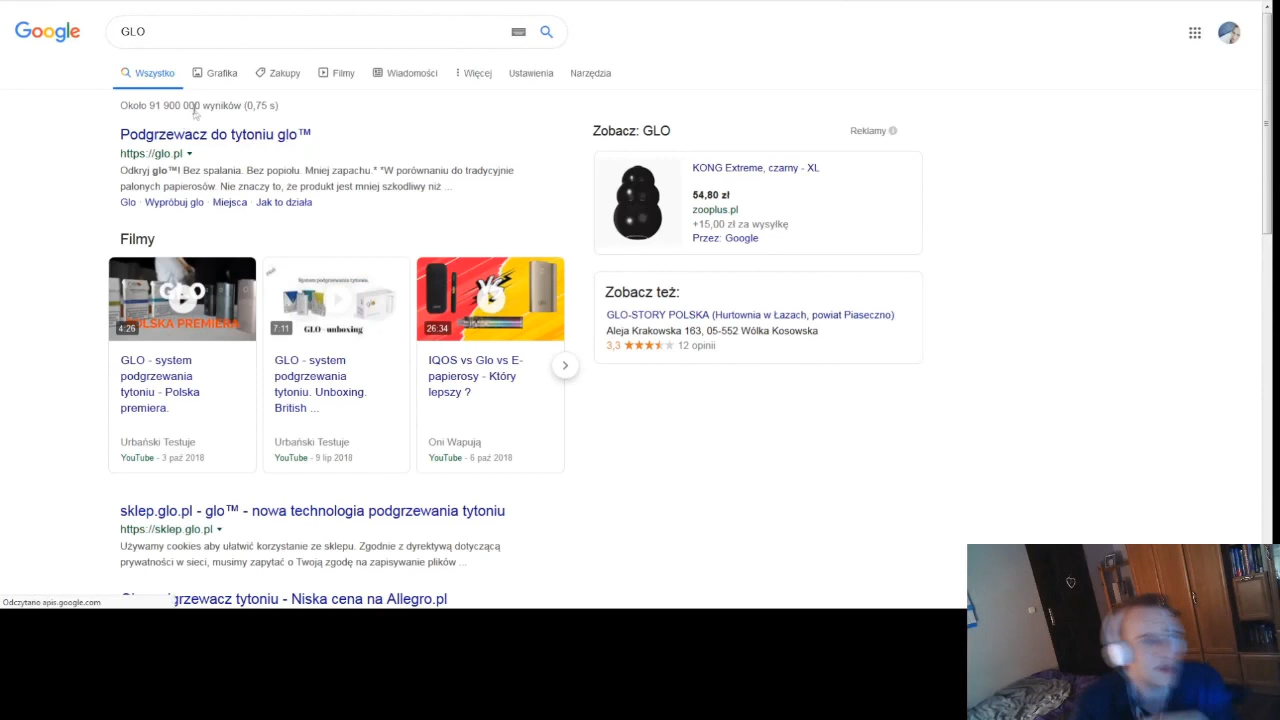 Google
GLO
Wszystko
Grafika
Zakupy
Filmy
Wiadomości
Więcej
Ustawienia
Narzędzia
Około 91 900 000 wyników (0,75 s)
Podgrzewacz do tytoniu glo™
https://glo.pl
Odkryj glo™! Bez spalania. Bez popiołu. Mniej zapachu.* *W porównaniu do tradycyjnie
palonych papierosów. Nie znaczy to, że produkt jest mniej szkodliwy niż ...
Glo · Wypróbuj glo · Miejsca · Jak to działa
Filmy
GLO
POLSKA PREMIERA
4:26
System podgrzewania tytoniu.
GLO - unboxing
7:11
VS
26:34
GLO - system
podgrzewania
tytoniu - Polska
premiera.
Urbański Testuje
YouTube - 3 paź 2018
GLO - system
podgrzewania
tytoniu. Unboxing.
British ...
Urbański Testuje
YouTube - 9 lip 2018
IQOS vs Glo vs E-
papierosy - Który
lepszy ?
Oni Wapują
YouTube - 6 paź 2018
sklep.glo.pl - glo™ - nowa technologia podgrzewania tytoniu
https://sklep.glo.pl
Używamy cookies aby ułatwić korzystanie ze sklepu. Zgodnie z dyrektywą dotyczącą
prywatności w sieci, musimy zapytać o Twoją zgodę na zapisywanie plików ...
grzewacz tytoniu - Niska cena na Allegro.pl
Odczytano apis.google.com
Zobacz: GLO
Reklamy
KONG Extreme, czarny - XL
54,80 zł
zooplus.pl
+15,00 zł za wysyłkę
Przez: Google
Zobacz też:
GLO-STORY POLSKA (Hurtownia w Łazach, powiat Piaseczno)
Aleja Krakowska 163, 05-552 Wólka Kosowska
3,3 12 opinii